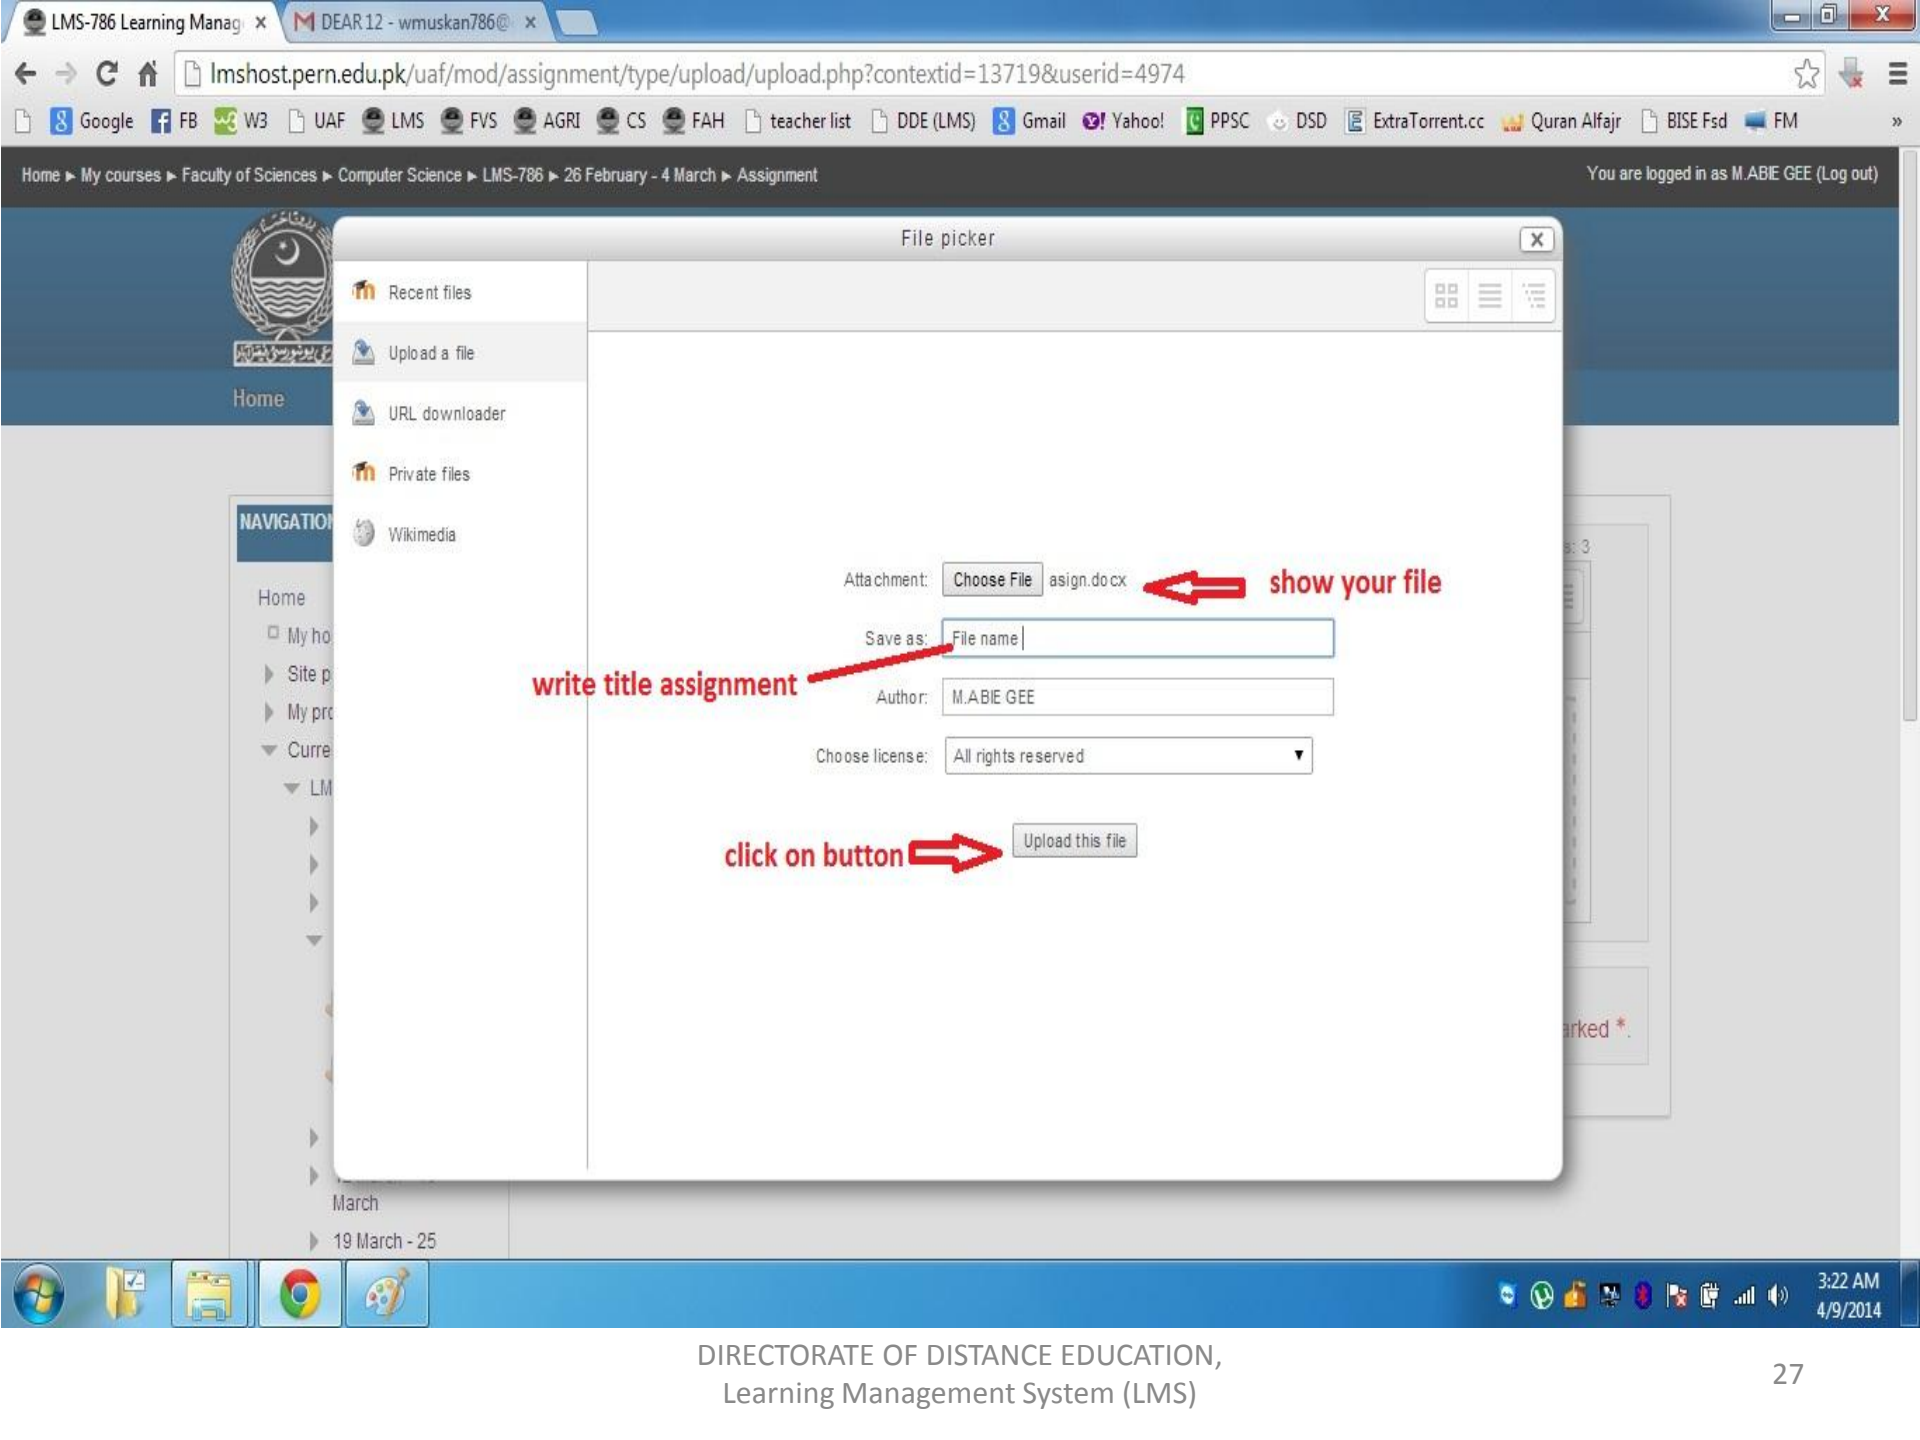 LMS-786 Learning Manag
DEAR 12 - wmuskan786@
lmshost.pern.edu.pk/uaf/mod/assignment/type/upload/upload.php?contextid=13719&userid=4974
Google FB W3 UAF LMS FVS AGRI CS FAH teacher list DDE (LMS) Gmail Yahoo! PPSC DSD ExtraTorrent.cc Quran Alfajr BISE Fsd FM »
Home ► My courses ► Faculty of Sciences ► Computer Science ► LMS-786 ► 26 February - 4 March ► Assignment
You are logged in as M.ABIE GEE (Log out)
File picker
Recent files
Upload a file
Home
URL downloader
Private files
NAVIGATION
Wikimedia
s: 3
Attachment: Choose File asign.docx
show your file
Home
My ho
Save as: File name
Site p
write title assignment
My pro
Author: M.ABIE GEE
Curre
Choose license: All rights reserved
LM
click on button
Upload this file
arked *.
March
19 March - 25
3:22 AM
4/9/2014
DIRECTORATE OF DISTANCE EDUCATION,
Learning Management System (LMS)
27